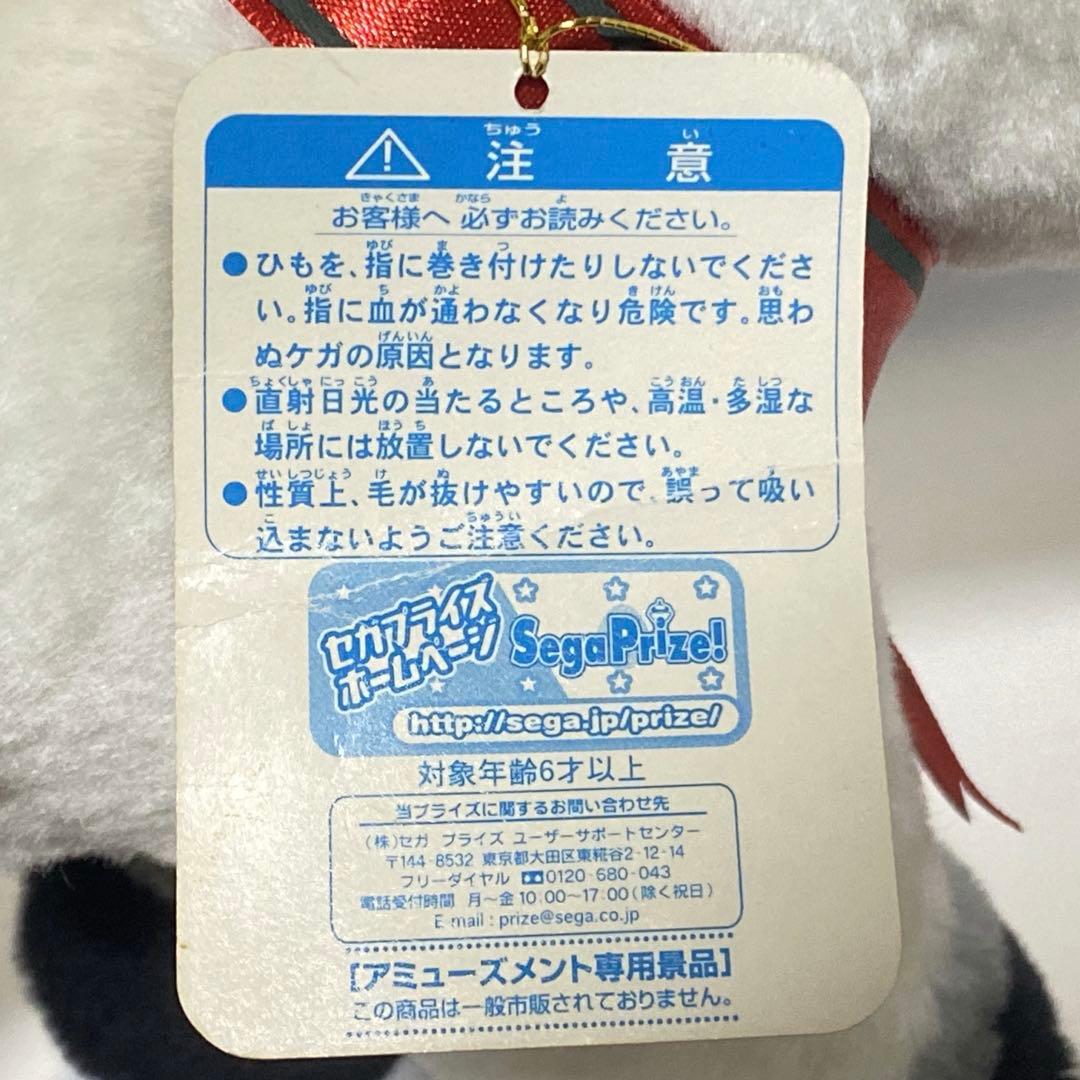 注意
お客様へ 必ずお読みください。
●ひもを、指に巻き付けたりしないでくださ
い。指に血が通わなくなり危険です。思わ
ぬケガの原因となります。
●直射日光の当たるところや、高温・多湿な
場所には放置しないでください。
●性質上、毛が抜けやすいので、誤って吸い
込まないようご注意ください。
セガプライズ
ホームページ
SegaPrize!
http://sega.jp/prize/
対象年齢6才以上
当プライズに関するお問い合わせ先
(株)セガ プライズ ユーザーサポートセンター
〒144-8532 東京都大田区東糀谷2-12-14
フリーダイヤル 0120-680-043
電話受付時間 月～金 10:00～17:00(除く祝日)
E-mail : prize@sega.co.jp
[アミューズメント専用景品]
この商品は一般市販されておりません。